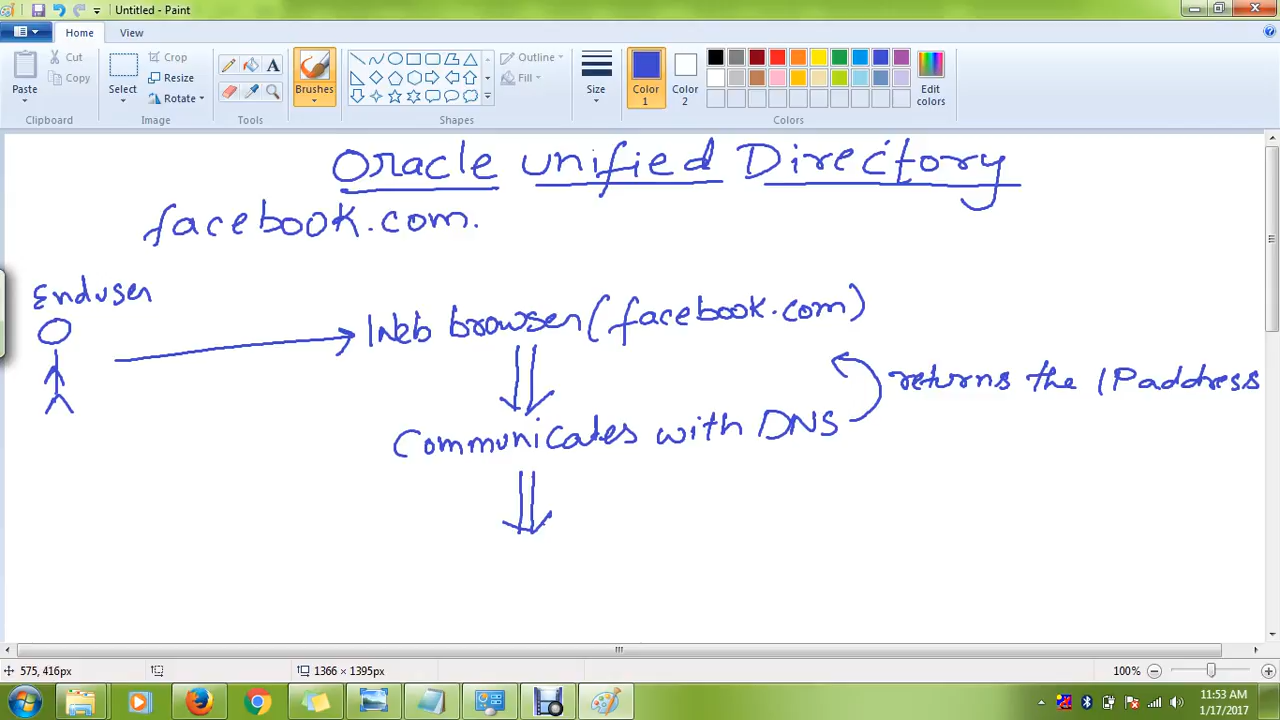 Untitled - Paint
Home View
Paste Cut Copy Clipboard
Select Crop Resize Rotate Image
Tools
Brushes
Outline Fill Shapes
Size
Color 1 Color 2 Edit colors Colors
Oracle unified Directory
facebook.com.
Enduser
Web browser (facebook.com)
returns the IPaddress
Communicates with DNS
575, 416px 1366 × 1395px 100%
11:53 AM
1/17/2017